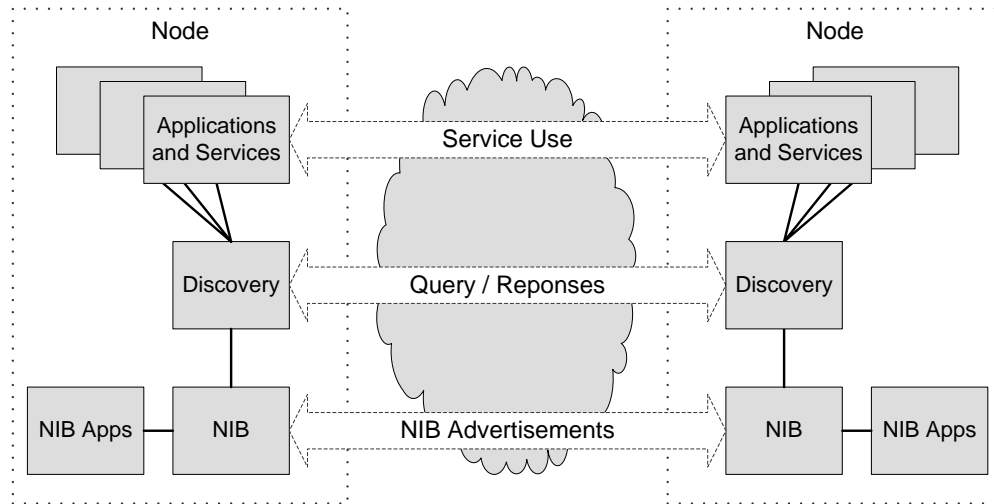 Node
Node
Applications
and Services
Service Use
Applications
and Services
Discovery
Query / Reponses
Discovery
NIB Apps
NIB
NIB Advertisements
NIB
NIB Apps